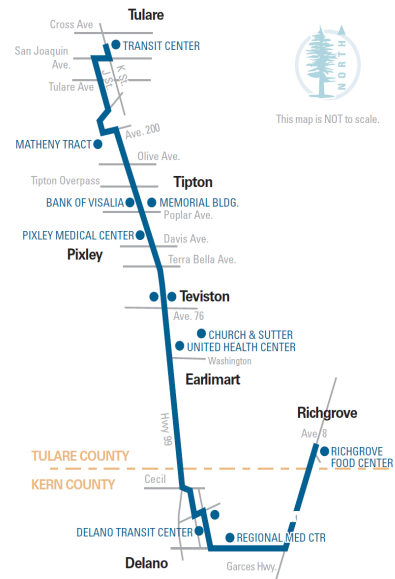 Tulare
Cross Ave
TRANSIT CENTER
San Joaquin
Ave.
K St.
J St.
Tulare Ave
NORTH
This map is NOT to scale.
Ave. 200
MATHENY TRACT
Olive Ave.
Tipton Overpass
Tipton
BANK OF VISALIA
MEMORIAL BLDG.
Poplar Ave.
PIXLEY MEDICAL CENTER
Davis Ave.
Pixley
Terra Bella Ave.
Teviston
Ave. 76
CHURCH & SUTTER
UNITED HEALTH CENTER
Washington
Earlimart
Hwy 99
Richgrove
Ave. 8
RICHGROVE
FOOD CENTER
TULARE COUNTY
KERN COUNTY
Cecil
DELANO TRANSIT CENTER
REGIONAL MED CTR
Delano
Garces Hwy.